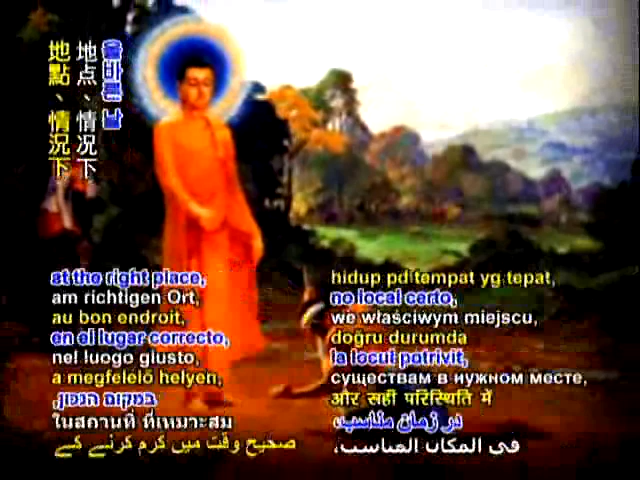 地點、情況下
地点、情况下
올바른 날
at the right place,
am richtigen Ort,
au bon endroit,
en el lugar correcto,
nel luogo giusto,
a megfelelő helyen,
במקום הנכון,
ในสถานที่ ที่เหมาะสม
صحیح وقت میں کرم کرنے کے
hidup pd tempat yg tepat,
no local certo,
we właściwym miejscu,
doğru durumda
la locul potrivit,
существам в нужном месте,
और सही परिस्थिति में
در زمان مناسب،
في المكان المناسب،